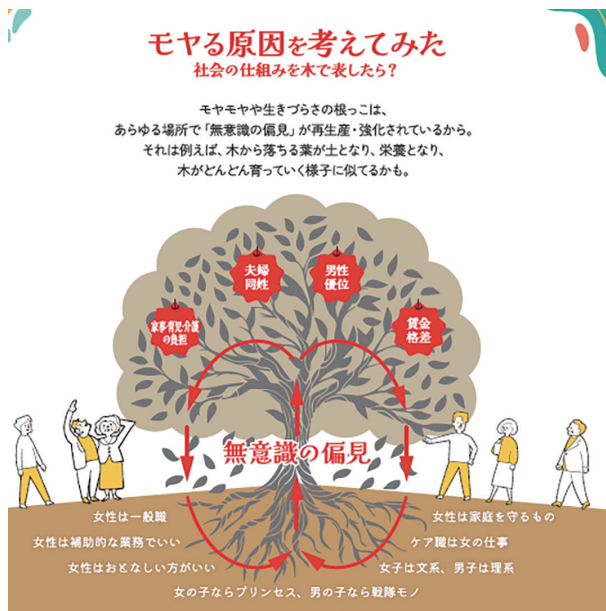 モヤる原因を考えてみた
社会の仕組みを木で表したら？
モヤモヤや生きづらさの根っこは、
あらゆる場所で「無意識の偏見」が再生産・強化されているから。
それは例えば、木から落ちる葉が土となり、栄養となり、
木がどんどん育っていく様子に似てるかも。
夫婦
同姓
男性
優位
家事・育児・介護
の負担
賃金
格差
無意識の偏見
女性は一般職
女性は家庭を守るもの
女性は補助的な業務でいい
ケア職は女の仕事
女性はおとなしい方がいい
女子は文系、男子は理系
女の子ならプリンセス、男の子なら戦隊モノ